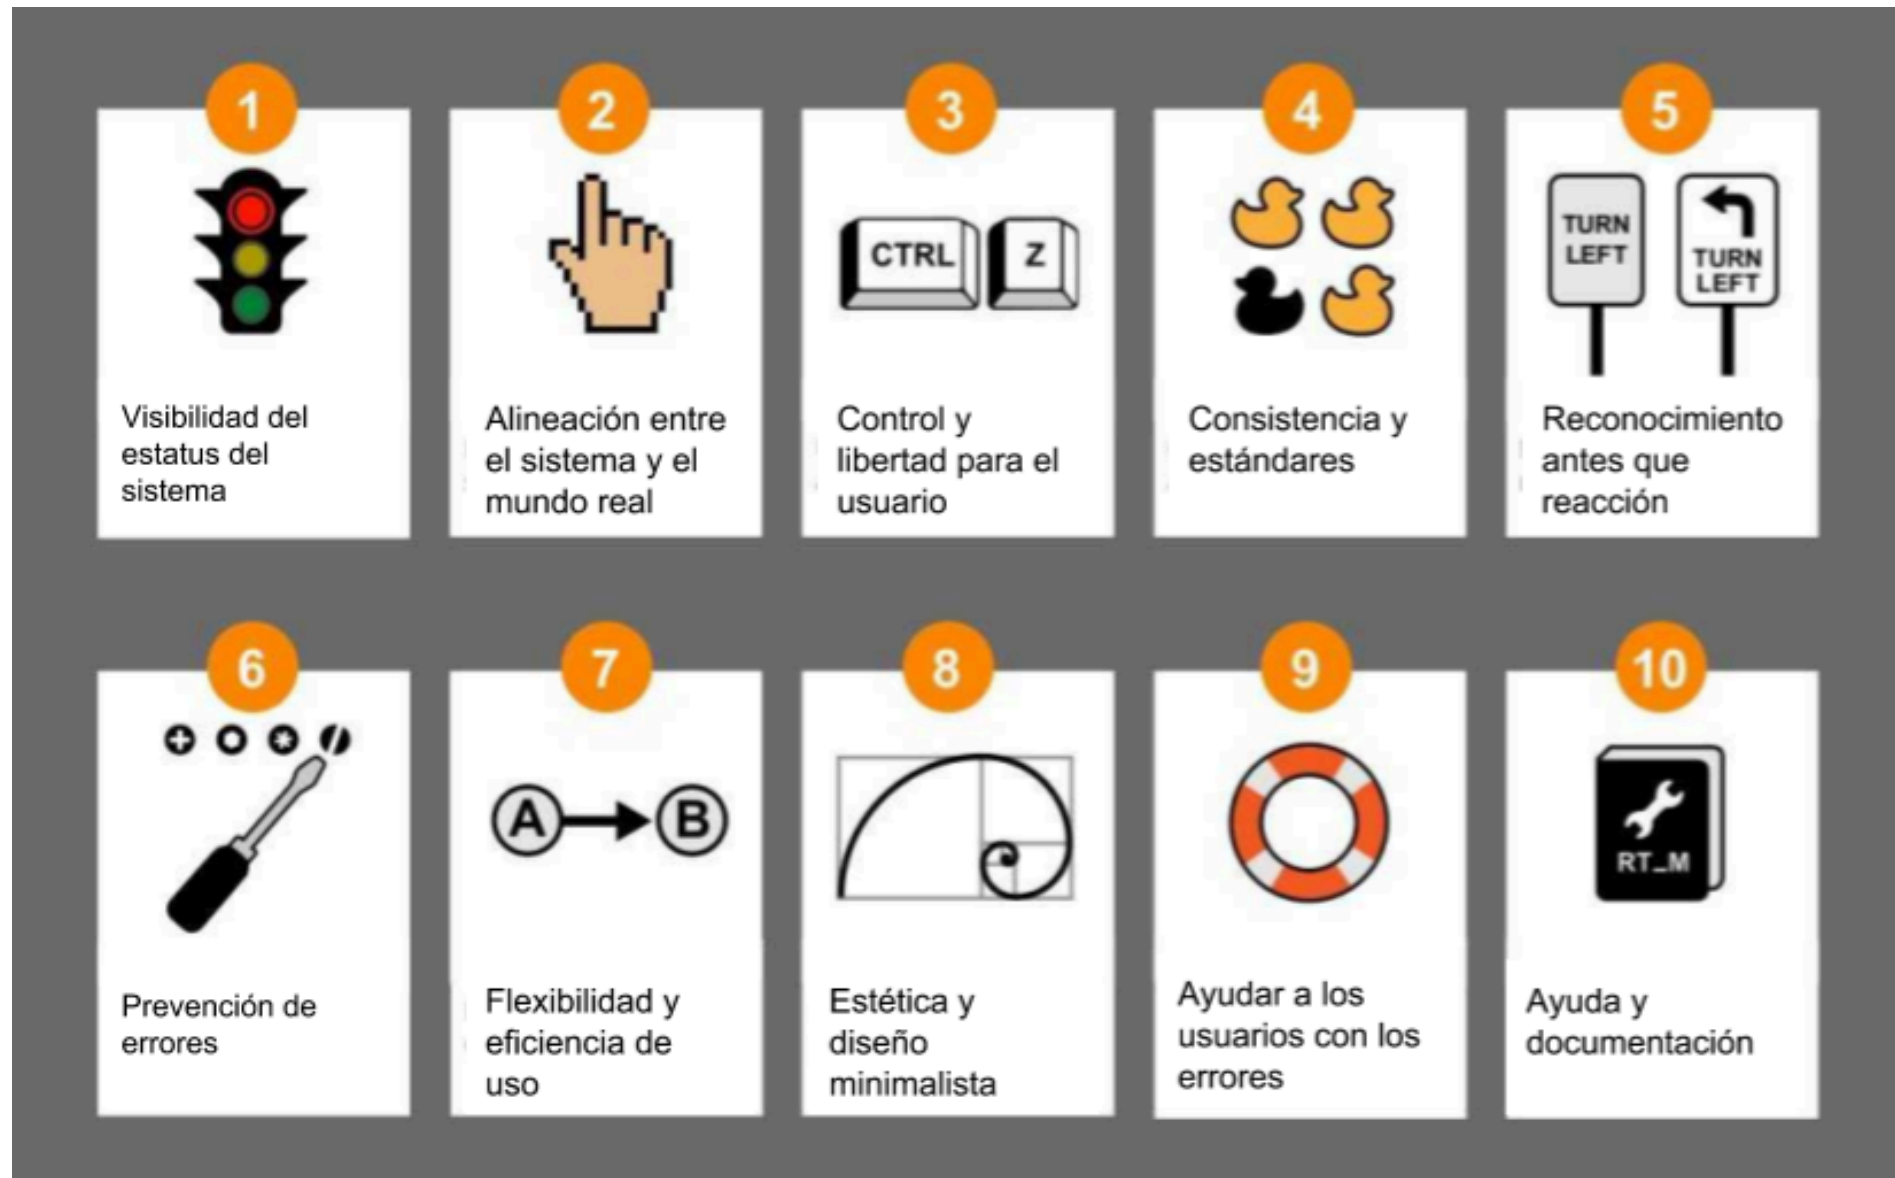 1
Visibilidad del
estatus del
sistema
2
Alineación entre
el sistema y el
mundo real
3
CTRL Z
Control y
libertad para el
usuario
4
Consistencia y
estándares
5
TURN
LEFT
TURN
LEFT
Reconocimiento
antes que
reacción
6
Prevención de
errores
7
A B
Flexibilidad y
eficiencia de
uso
8
Estética y
diseño
minimalista
9
Ayudar a los
usuarios con los
errores
10
RT_M
Ayuda y
documentación